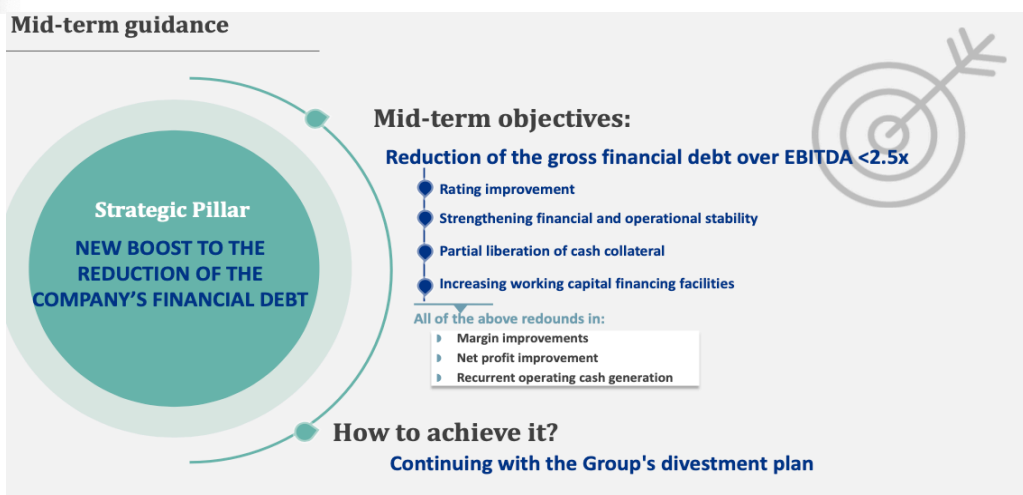 Mid-term guidance
Strategic Pillar
NEW BOOST TO THE
REDUCTION OF THE
COMPANY'S FINANCIAL DEBT
Mid-term objectives:
Reduction of the gross financial debt over EBITDA <2.5x
Rating improvement
Strengthening financial and operational stability
Partial liberation of cash collateral
Increasing working capital financing facilities
All of the above redounds in:
Margin improvements
Net profit improvement
Recurrent operating cash generation
How to achieve it?
Continuing with the Group's divestment plan